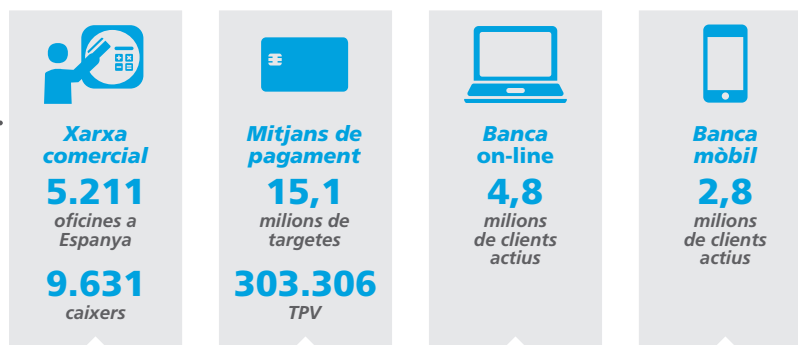 Xarxa
comercial
5.211
oficines a
Espanya
9.631
caixers
Mitjans de
pagament
15,1
milions de
targetes
303.306
TPV
Banca
on-line
4,8
milions
de clients
actius
Banca
mòbil
2,8
milions
de clients
actius